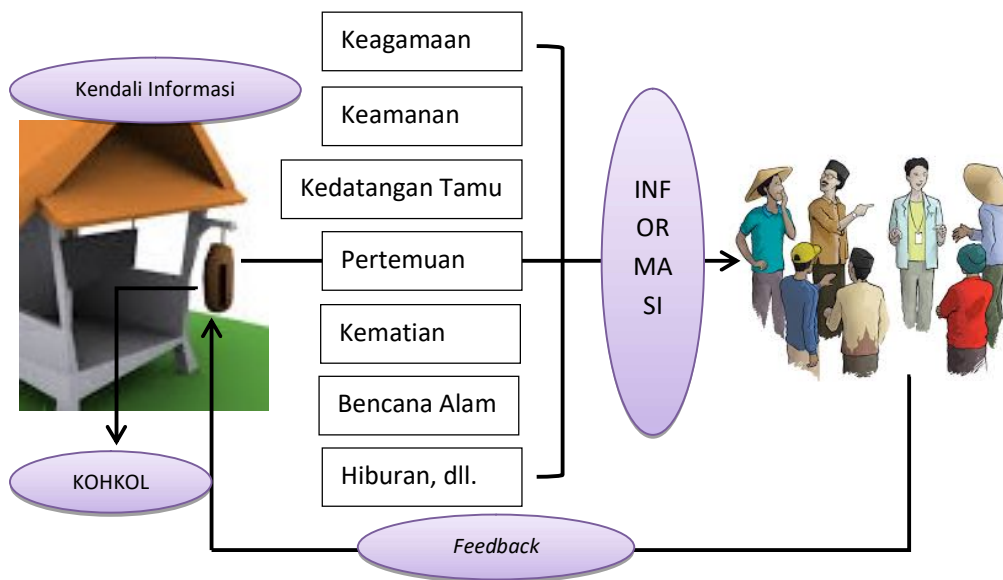 Kendali Informasi
Keagamaan
Keamanan
Kedatangan Tamu
Pertemuan
Kematian
Bencana Alam
Hiburan, dll.
INF
OR
MA
SI
KOHKOL
Feedback